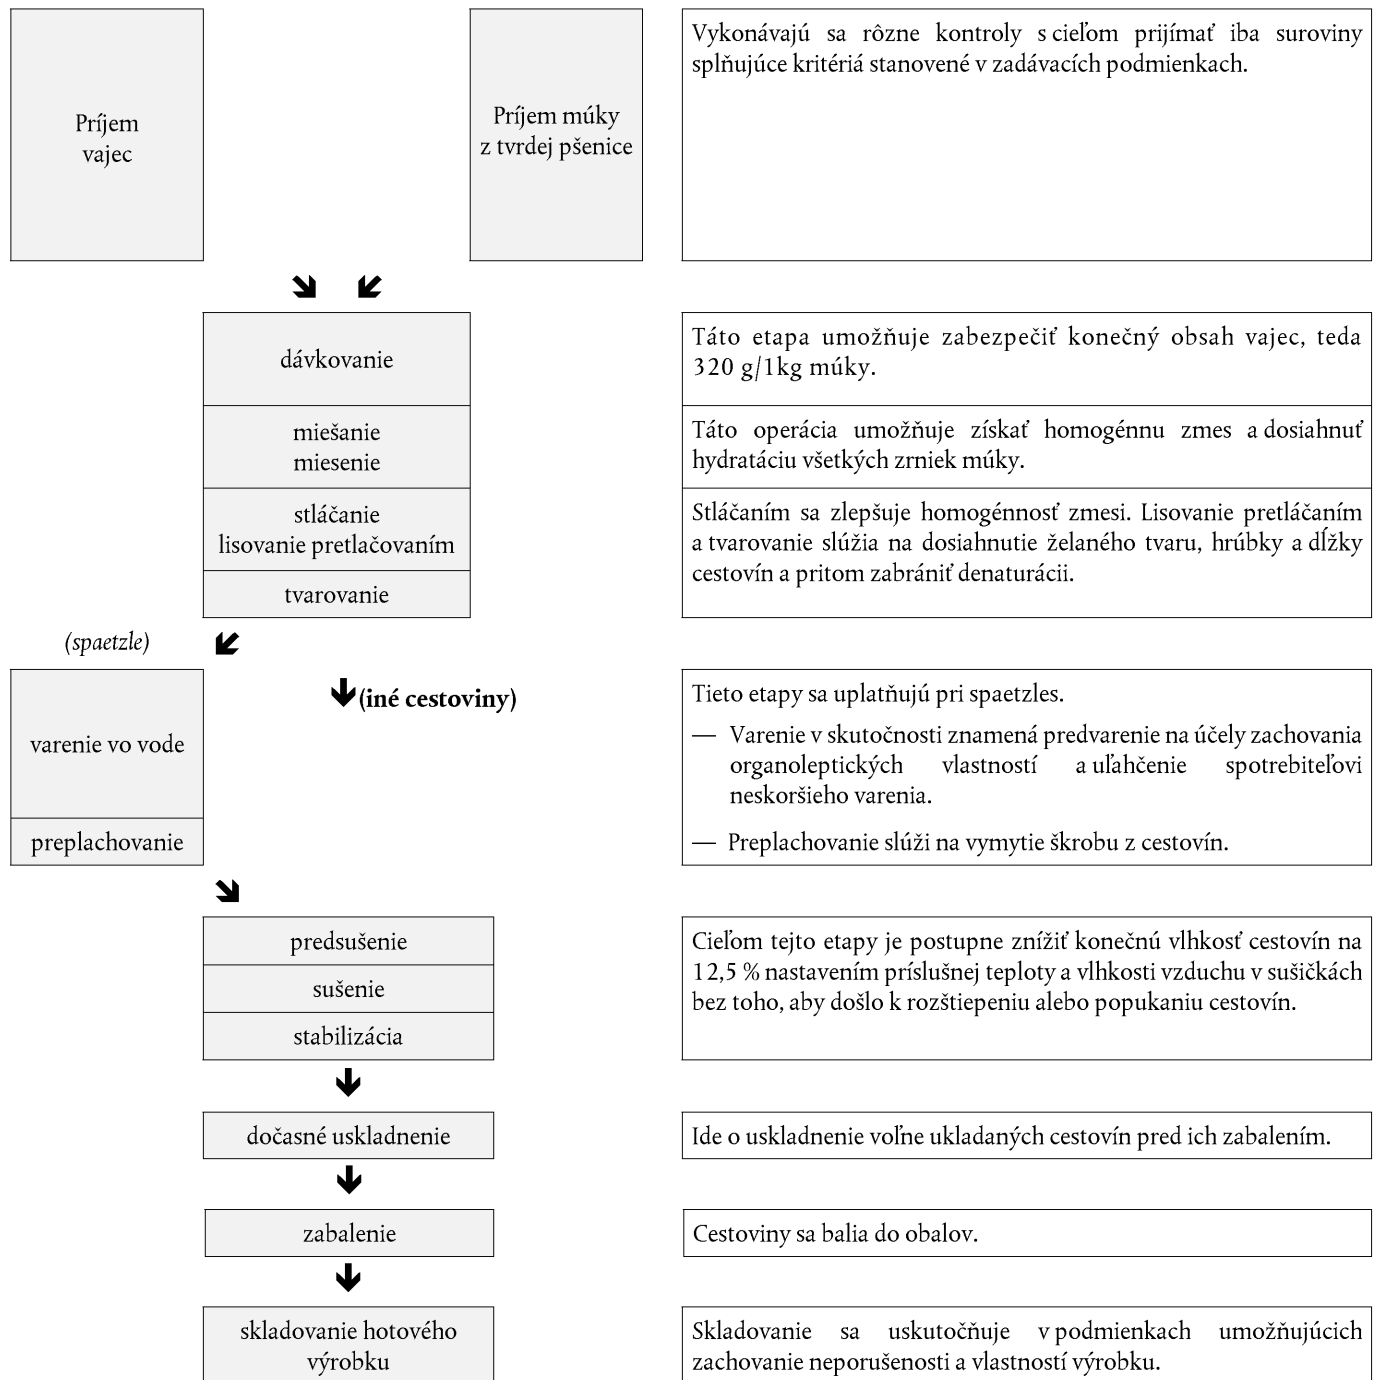 Príjem
vajec
Príjem múky
z tvrdej pšenice
Vykonávajú sa rôzne kontroly s cieľom prijímať iba suroviny
splňujúce kritériá stanovené v zadávacích podmienkach.
dávkovanie
Táto etapa umožňuje zabezpečiť konečný obsah vajec, teda
320 g/1kg múky.
miešanie
miesenie
Táto operácia umožňuje získať homogénnu zmes a dosiahnuť
hydratáciu všetkých zrniek múky.
stláčanie
lisovanie pretlačovaním
tvarovanie
Stláčaním sa zlepšuje homogénnosť zmesi. Lisovanie pretláčaním
a tvarovanie slúžia na dosiahnutie želaného tvaru, hrúbky a dĺžky
cestovín a pritom zabrániť denaturácii.
(spaetzle)
(iné cestoviny)
varenie vo vode
preplachovanie
Tieto etapy sa uplatňujú pri spaetzles.
— Varenie v skutočnosti znamená predvarenie na účely zachovania
organoleptických vlastností a uľahčenie spotrebiteľovi
neskoršieho varenia.
— Preplachovanie slúži na vymytie škrobu z cestovín.
predsušenie
sušenie
stabilizácia
Cieľom tejto etapy je postupne znížiť konečnú vlhkosť cestovín na
12,5 % nastavením príslušnej teploty a vlhkosti vzduchu v sušičkách
bez toho, aby došlo k rozštiepeniu alebo popukaniu cestovín.
dočasné uskladnenie
Ide o uskladnenie voľne ukladaných cestovín pred ich zabalením.
zabalenie
Cestoviny sa balia do obalov.
skladovanie hotového
výrobku
Skladovanie sa uskutočňuje v podmienkach umožňujúcich
zachovanie neporušenosti a vlastností výrobku.